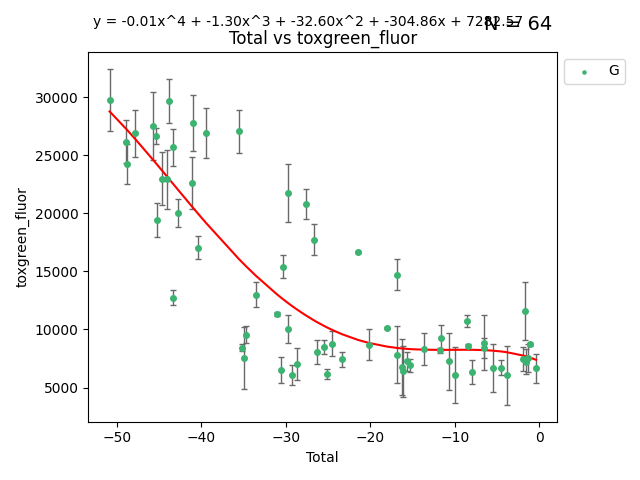 y = -0.01x^4 + -1.30x^3 + -32.60x^2 + -304.86x + 7282.57
N = 64
Total vs toxgreen_fluor
G
30000
25000
20000
15000
10000
5000
toxgreen_fluor
−50 −40 −30 −20 −10 0
Total